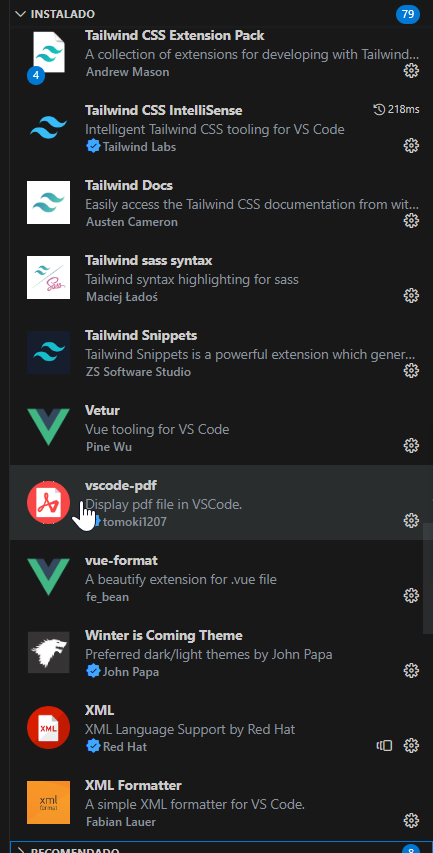 INSTALADO 79
Tailwind CSS Extension Pack
A collection of extensions for developing with Tailwind...
4
Andrew Mason
Tailwind CSS IntelliSense 218ms
Intelligent Tailwind CSS tooling for VS Code
Tailwind Labs
Tailwind Docs
Easily access the Tailwind CSS documentation from wit...
Austen Cameron
Tailwind sass syntax
Tailwind syntax highlighting for sass
Sass
Maciej Ładoś
Tailwind Snippets
Tailwind Snippets is a powerful extension which gener...
ZS Software Studio
Vetur
Vue tooling for VS Code
Pine Wu
vscode-pdf
Display pdf file in VSCode.
tomoki1207
vue-format
A beautify extension for .vue file
fe_bean
Winter is Coming Theme
Preferred dark/light themes by John Papa
John Papa
XML
XML Language Support by Red Hat
XML
Red Hat
XML Formatter
A simple XML formatter for VS Code.
xml
format
Fabian Lauer
RECOMENDADO 8